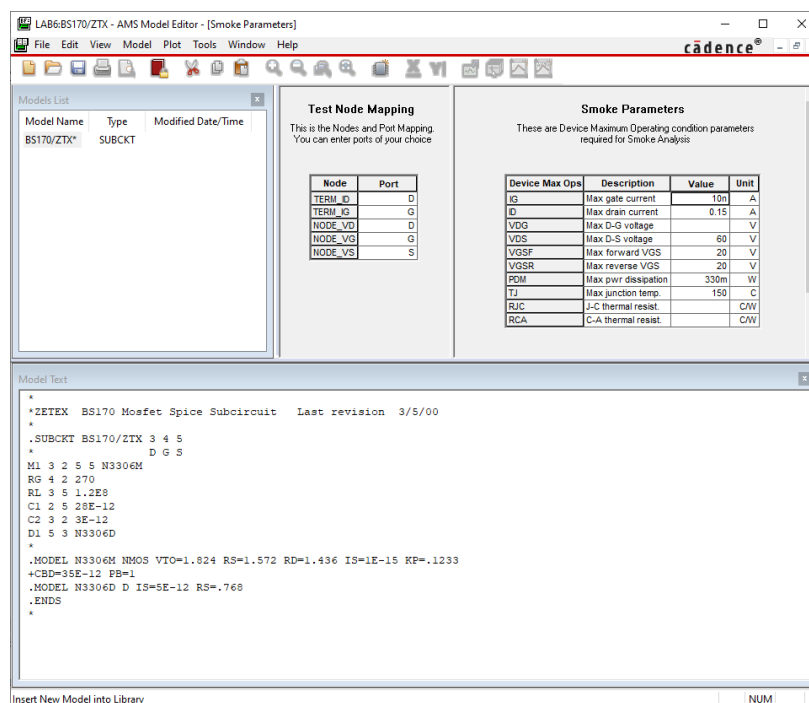 LAB6:BS170/ZTX - AMS Model Editor - [Smoke Parameters]
File Edit View Model Plot Tools Window Help
cādence®
Models List
Model Name Type Modified Date/Time
BS170/ZTX* SUBCKT
Test Node Mapping
This is the Nodes and Port Mapping.
You can enter ports of your choice
Node Port
TERM_ID D
TERM_IG G
NODE_VD D
NODE_VG G
NODE_VS S
Smoke Parameters
These are Device Maximum Operating condition parameters
required for Smoke Analysis
Device Max Ops Description Value Unit
IG Max gate current 10n A
ID Max drain current 0.15 A
VDG Max D-G voltage V
VDS Max D-S voltage 60 V
VGSF Max forward VGS 20 V
VGSR Max reverse VGS 20 V
PDM Max pwr dissipation 330m W
TJ Max junction temp. 150 C
RJC J-C thermal resist. C/W
RCA C-A thermal resist. C/W
Model Text
*
*ZETEX BS170 Mosfet Spice Subcircuit Last revision 3/5/00
*
.SUBCKT BS170/ZTX 3 4 5
* D G S
M1 3 2 5 5 N3306M
RG 4 2 270
RL 3 5 1.2E8
C1 2 5 28E-12
C2 3 2 3E-12
D1 5 3 N3306D
*
.MODEL N3306M NMOS VTO=1.824 RS=1.572 RD=1.436 IS=1E-15 KP=.1233
+CBD=35E-12 PB=1
.MODEL N3306D D IS=5E-12 RS=.768
.ENDS
*
Insert New Model into Library
NUM